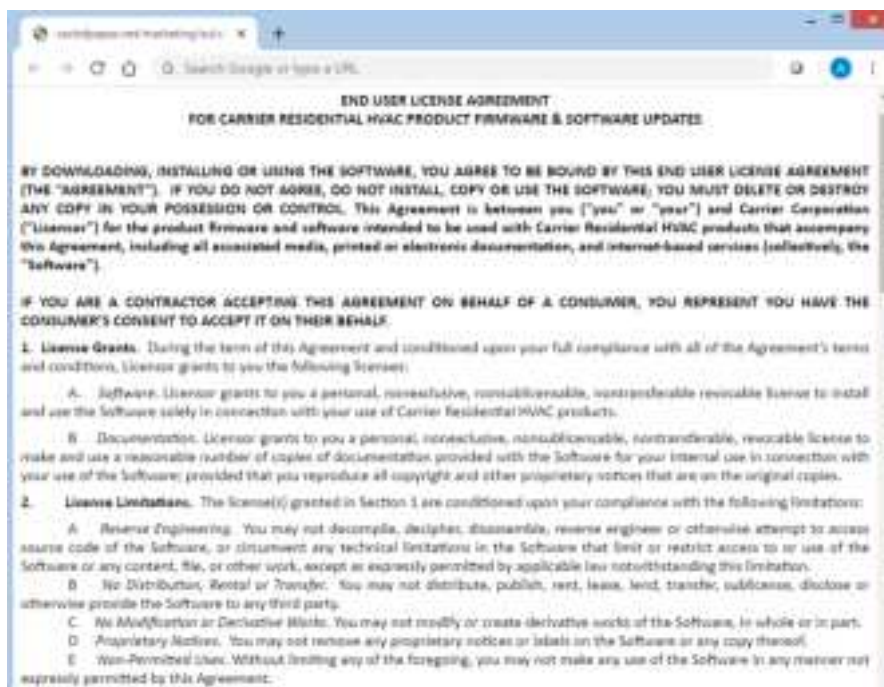 Search Google or type a URL
A
END USER LICENSE AGREEMENT
FOR CARRIER RESIDENTIAL HVAC PRODUCT FIRMWARE & SOFTWARE UPDATES
BY DOWNLOADING, INSTALLING OR USING THE SOFTWARE, YOU AGREE TO BE BOUND BY THIS END USER LICENSE AGREEMENT
(THE "AGREEMENT"). IF YOU DO NOT AGREE, DO NOT INSTALL, COPY OR USE THE SOFTWARE; YOU MUST DELETE OR DESTROY
ANY COPY IN YOUR POSSESSION OR CONTROL. This Agreement is between you ("you" or "your") and Carrier Corporation
("Licensor") for the product firmware and software intended to be used with Carrier Residential HVAC products that accompany
this Agreement, including all associated media, printed or electronic documentation, and internet-based services (collectively, the
"Software").
IF YOU ARE A CONTRACTOR ACCEPTING THIS AGREEMENT ON BEHALF OF A CONSUMER, YOU REPRESENT YOU HAVE THE
CONSUMER'S CONSENT TO ACCEPT IT ON THEIR BEHALF.
1. License Grants. During the term of this Agreement and conditioned upon your full compliance with all of the Agreement's terms
and conditions, Licensor grants to you the following licenses:
A. Software. Licensor grants to you a personal, nonexclusive, nonsublicensable, nontransferable revocable license to install
and use the Software solely in connection with your use of Carrier Residential HVAC products.
B. Documentation. Licensor grants to you a personal, nonexclusive, nonsublicensable, nontransferable, revocable license to
make and use a reasonable number of copies of documentation provided with the Software for your internal use in connection with
your use of the Software; provided that you reproduce all copyright and other proprietary notices that are on the original copies.
2. License Limitations. The license(s) granted in Section 1 are conditioned upon your compliance with the following limitations:
A Reverse Engineering. You may not decompile, decipher, disassemble, reverse engineer or otherwise attempt to access
source code of the Software, or circumvent any technical limitations in the Software that limit or restrict access to or use of the
Software or any content, file, or other work, except as expressly permitted by applicable law notwithstanding this limitation.
B No Distribution, Rental or Transfer. You may not distribute, publish, rent, lease, lend, transfer, sublicense, disclose or
otherwise provide the Software to any third party.
C No Modification or Derivative Works. You may not modify or create derivative works of the Software, in whole or in part.
D Proprietary Notices. You may not remove any proprietary notices or labels on the Software or any copy thereof.
E Non-Permitted Uses. Without limiting any of the foregoing, you may not make any use of the Software in any manner not
expressly permitted by this Agreement.